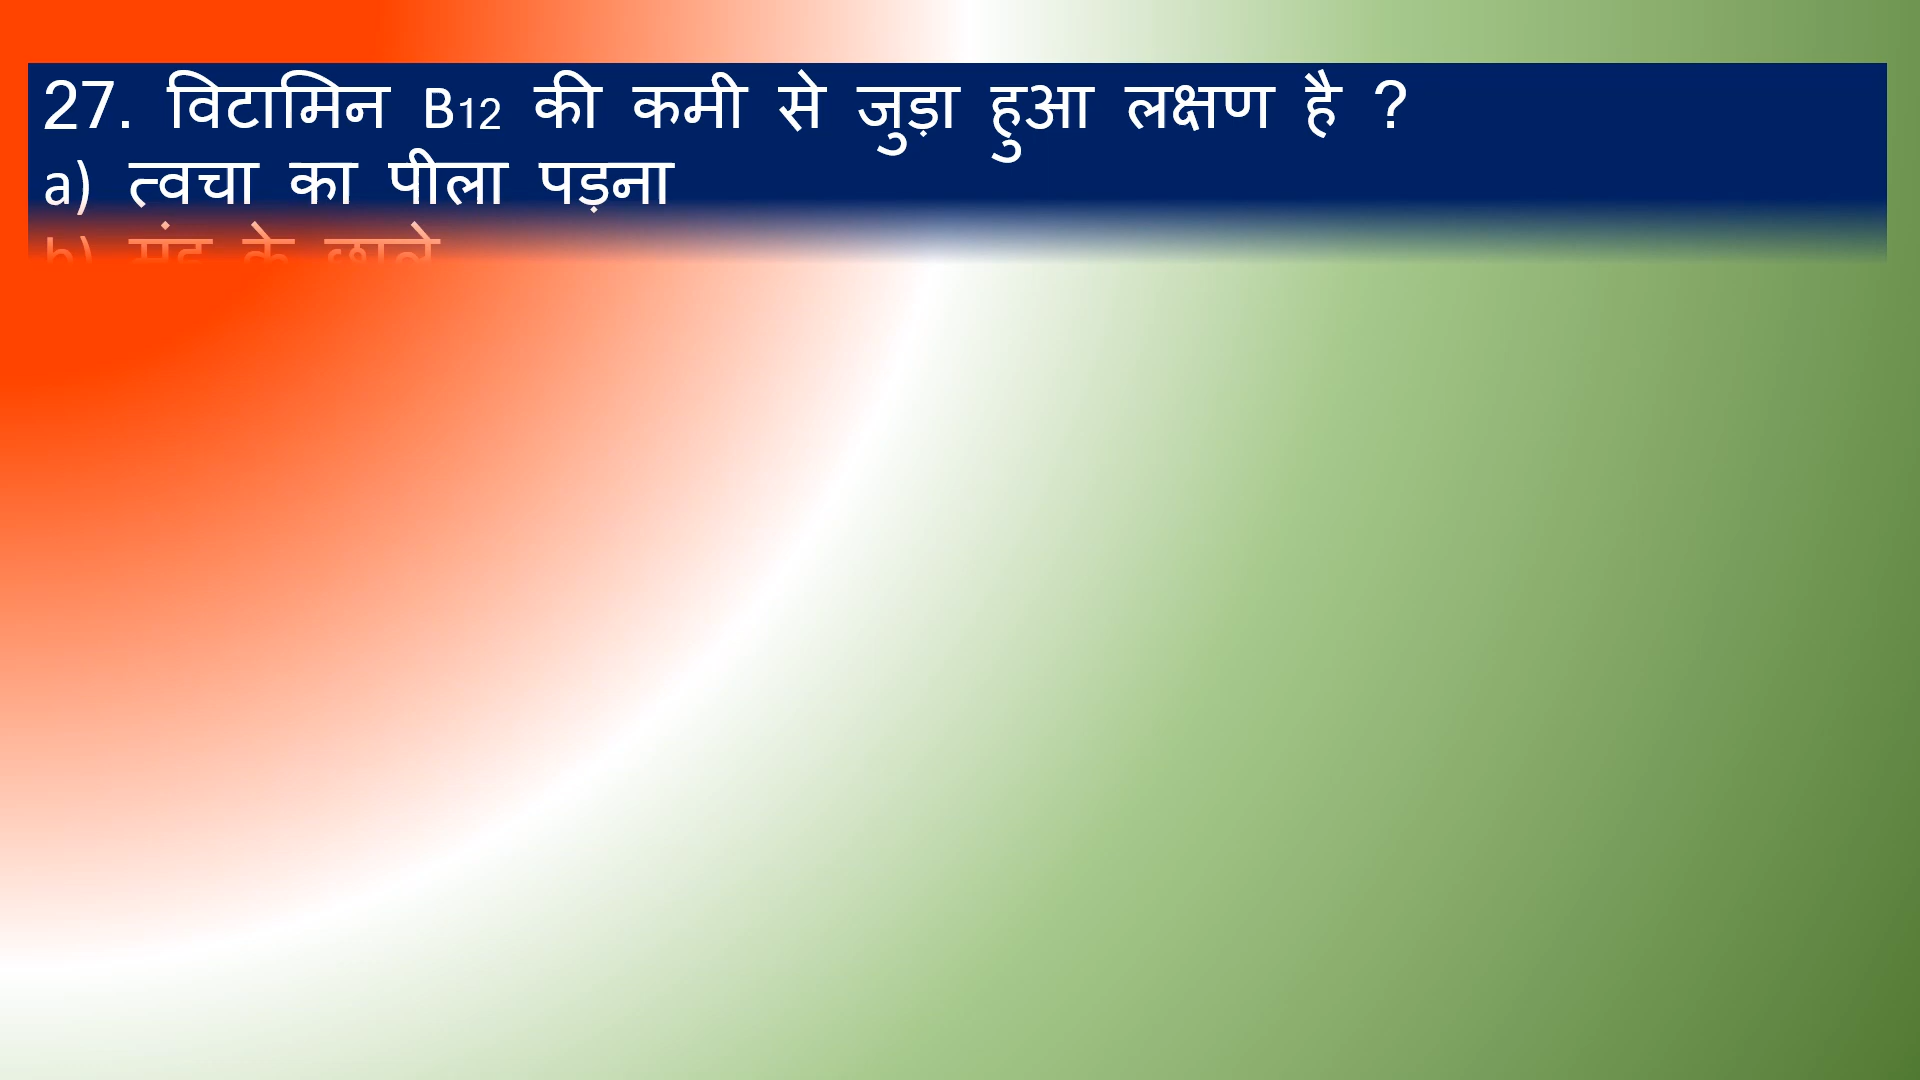 27. विटामिन B12 की कमी से जुड़ा हुआ लक्षण है ?
a) त्वचा का पीला पड़ना
b) के